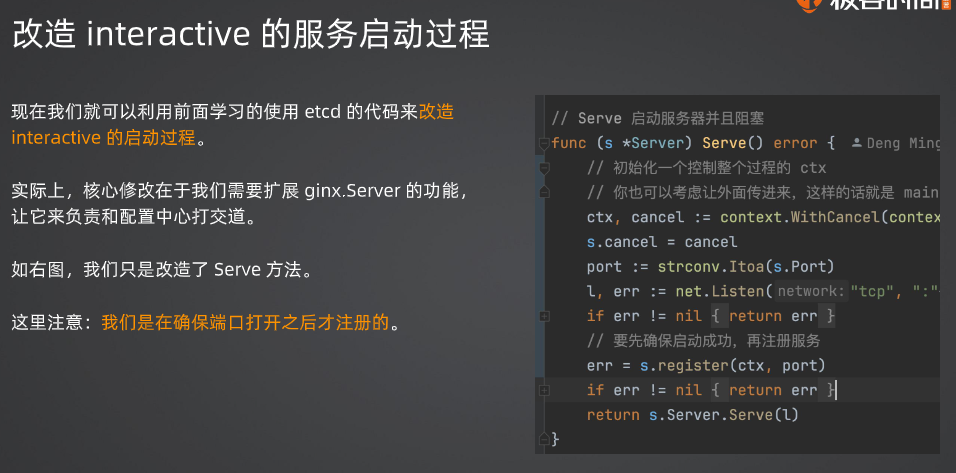 极客时间
改造 interactive 的服务启动过程
现在我们就可以利用前面学习的使用 etcd 的代码来改造
interactive 的启动过程。
实际上，核心修改在于我们需要扩展 ginx.Server 的功能，
让它来负责和配置中心打交道。
如右图，我们只是改造了 Serve 方法。
这里注意：我们是在确保端口打开之后才注册的。
// Serve 启动服务器并且阻塞
func (s *Server) Serve() error { Deng Ming
// 初始化一个控制整个过程的 ctx
// 你也可以考虑让外面传进来，这样的话就是 main
ctx, cancel := context.WithCancel(contex
s.cancel = cancel
port := strconv.Itoa(s.Port)
l, err := net.Listen( network: "tcp", ":"
if err != nil { return err }
// 要先确保启动成功，再注册服务
err = s.register(ctx, port)
if err != nil { return err }
return s.Server.Serve(l)
}